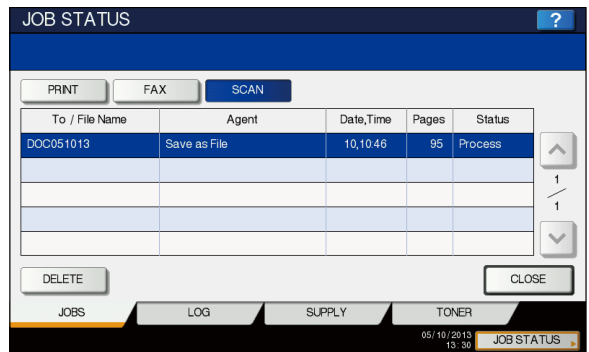 JOB STATUS ?
PRINT FAX SCAN
To / File Name Agent Date,Time Pages Status
DOC051013 Save as File 10,10:46 95 Process
1
1
DELETE CLOSE
JOBS LOG SUPPLY TONER
05/10/2013
13:30 JOB STATUS